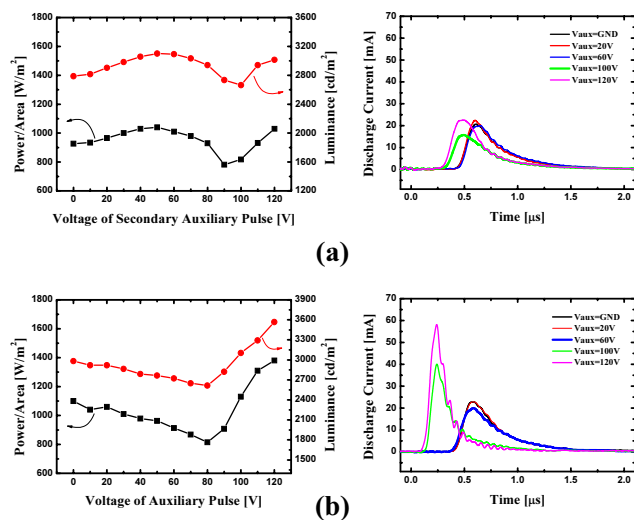 1800
1600
1400
1200
1000
800
600
Power/Area [W/m²]
3600
3200
2800
2400
2000
1600
1200
Luminance [cd/m²]
0 20 40 60 80 100 120
Voltage of Secondary Auxiliary Pulse [V]
70
60
50
40
30
20
10
0
-10
Discharge Current [mA]
Vaux=GND
Vaux=20V
Vaux=60V
Vaux=100V
Vaux=120V
0.0 0.5 1.0 1.5 2.0
Time [μs]
(a)
1800
1600
1400
1200
1000
800
600
Power/Area [W/m²]
3900
3600
3300
3000
2700
2400
2100
1800
1500
Luminance [cd/m²]
0 20 40 60 80 100 120
Voltage of Auxiliary Pulse [V]
70
60
50
40
30
20
10
0
-10
Discharge Current [mA]
Vaux=GND
Vaux=20V
Vaux=60V
Vaux=100V
Vaux=120V
0.0 0.5 1.0 1.5 2.0
Time [μs]
(b)